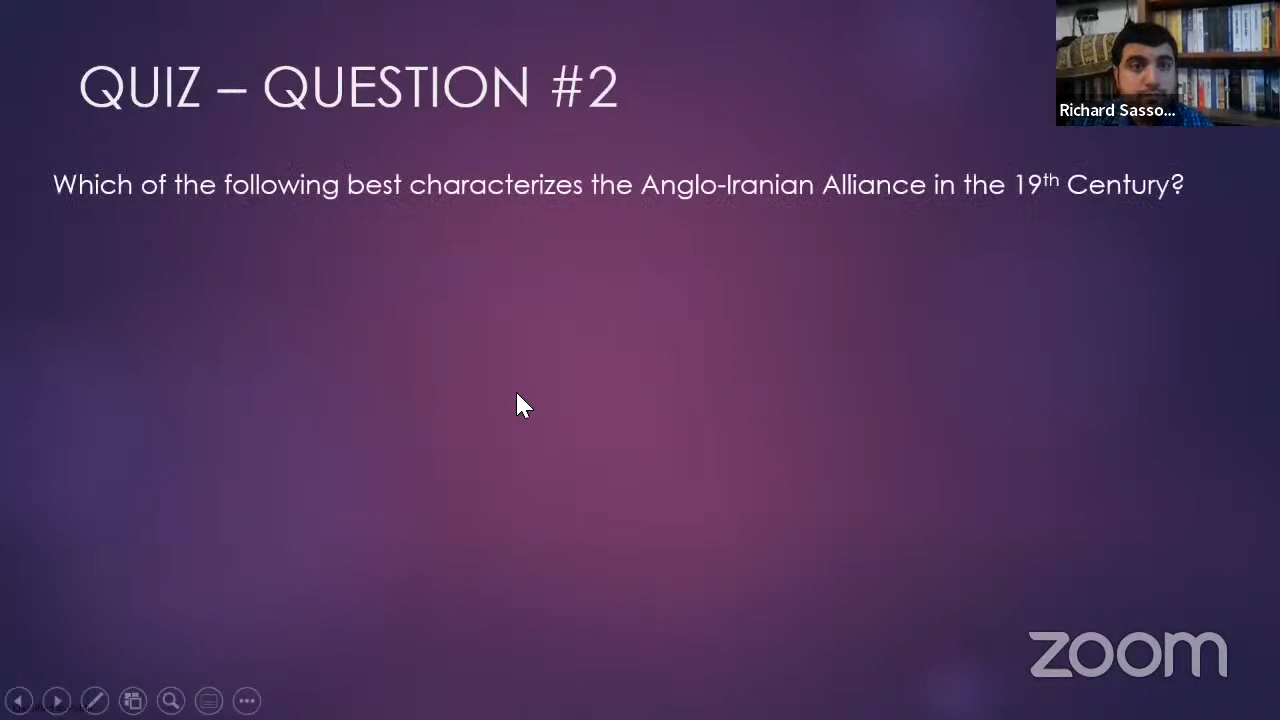 QUIZ – QUESTION #2
Richard Sasso...
Which of the following best characterizes the Anglo-Iranian Alliance in the 19th Century?
zoom